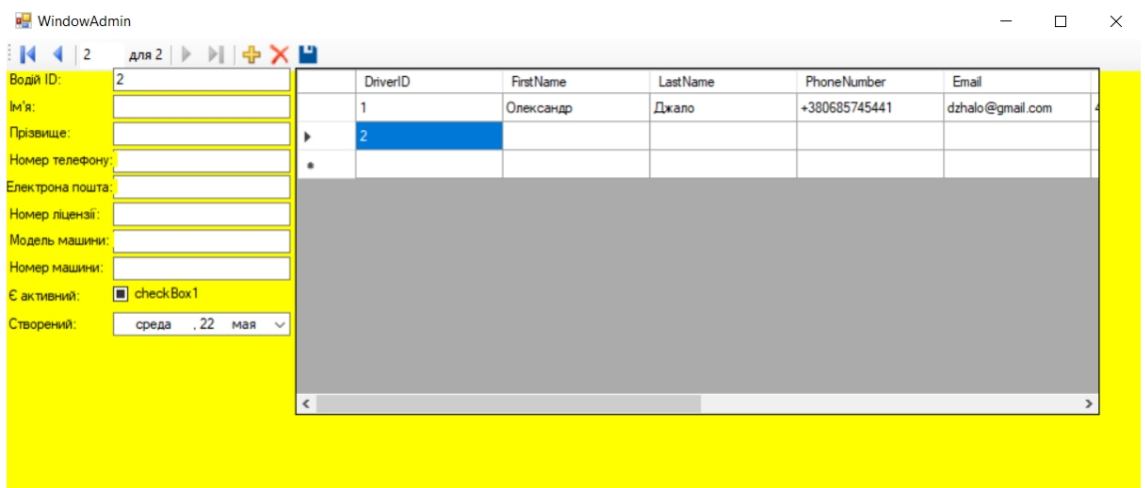 WindowAdmin
2 для 2
Водій ID: 2
DriverID FirstName LastName PhoneNumber Email
Ім'я:
1 Олександр Джало +380685745441 dzhalo@gmail.com
Прізвище:
2
Номер телефону:
Електрона пошта:
Номер ліцензії:
Модель машини:
Номер машини:
Є активний: checkBox1
Створений: среда , 22 мая